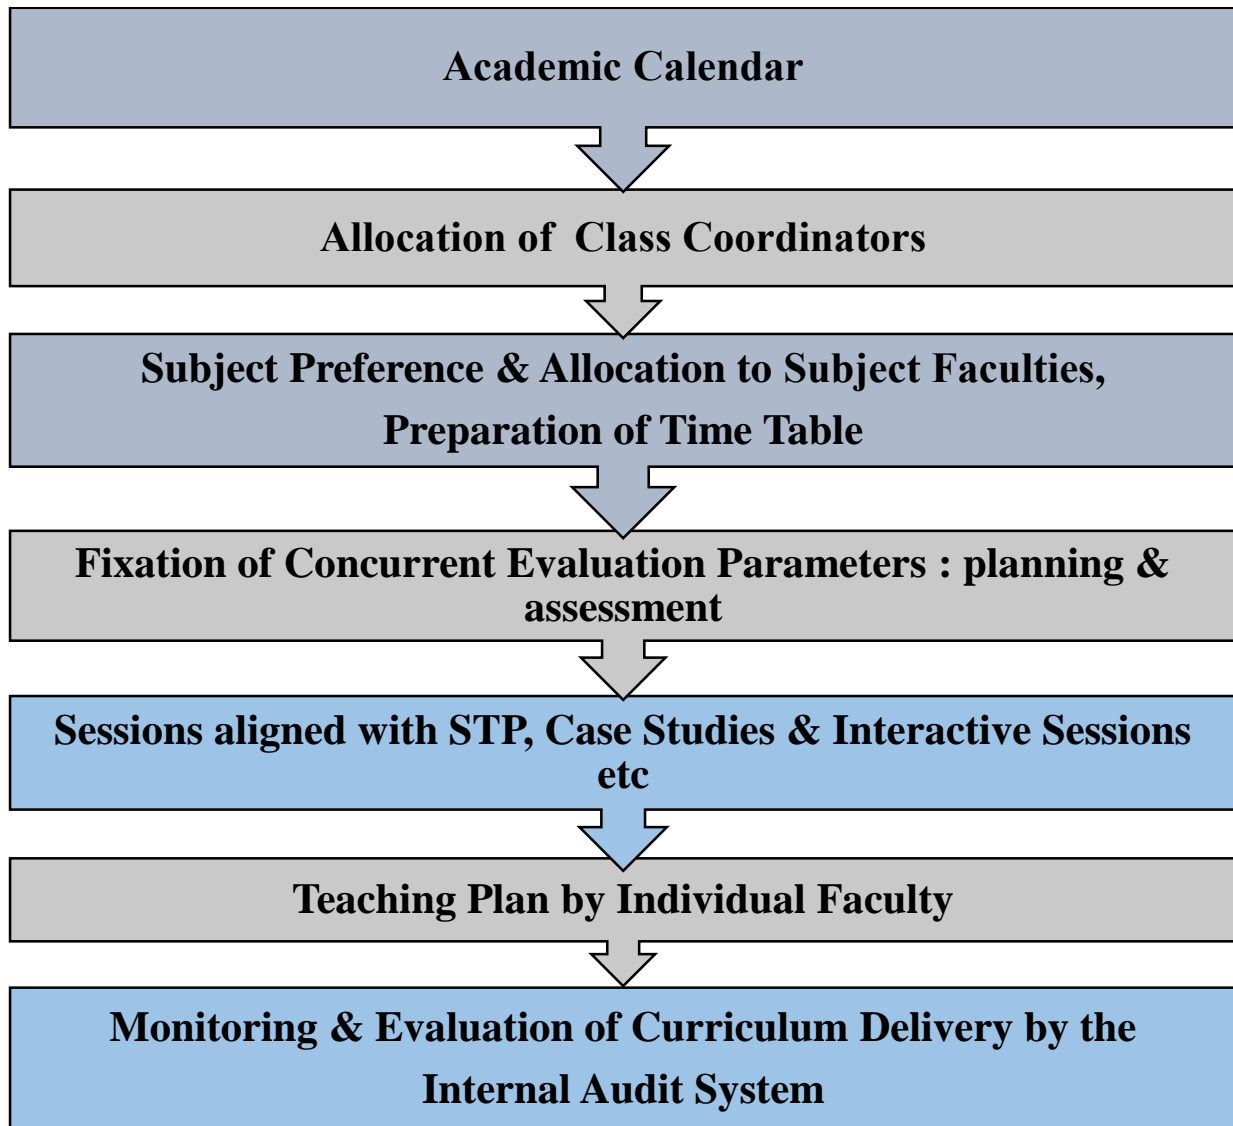 Academic Calendar
Allocation of  Class Coordinators
Subject Preference & Allocation to Subject Faculties,
Preparation of Time Table
Fixation of Concurrent Evaluation Parameters : planning &
assessment
Sessions aligned with STP, Case Studies & Interactive Sessions
etc
Teaching Plan by Individual Faculty
Monitoring & Evaluation of Curriculum Delivery by the
Internal Audit System